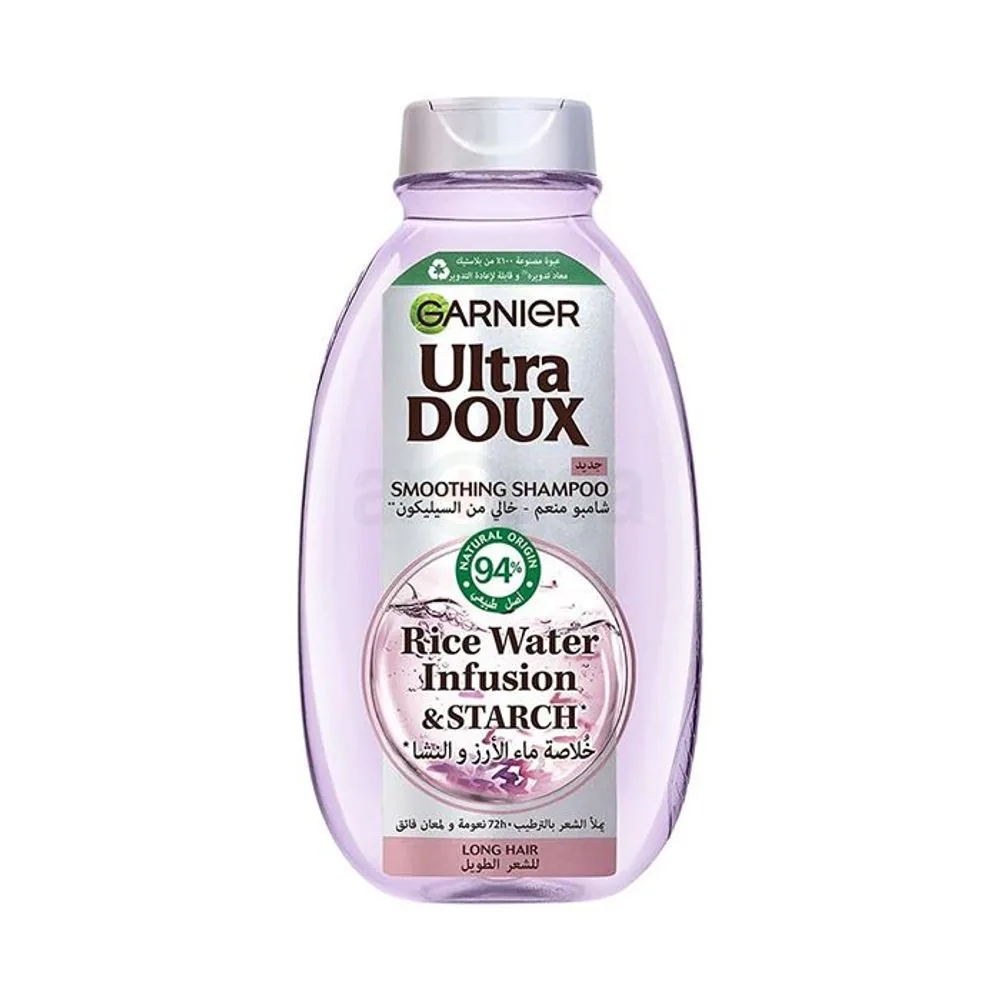 عبوة مصنوعة ١٠٠٪ من بلاستيك
معاد تدويره و قابلة لإعادة التدوير
GARNIER
Ultra
DOUX
جديد
SMOOTHING SHAMPOO
شامبو منعم - خالي من السيليكون**
NATURAL ORIGIN
94%
أصل طبيعي
Rice Water
Infusion
& STARCH*
خُلاصة ماء الأرز و النشا*
يملأ الشعر بالترطيب • 72h نعومة و لمعان فائق
LONG HAIR
للشعر الطويل